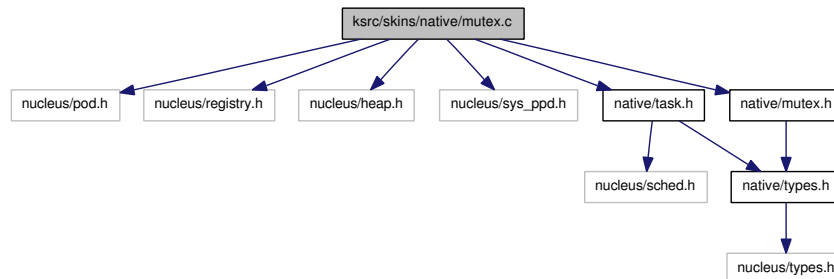 ksrc/skins/native/mutex.c
nucleus/pod.h
nucleus/registry.h
nucleus/heap.h
nucleus/sys_ppd.h
native/task.h
native/mutex.h
nucleus/sched.h
native/types.h
nucleus/types.h